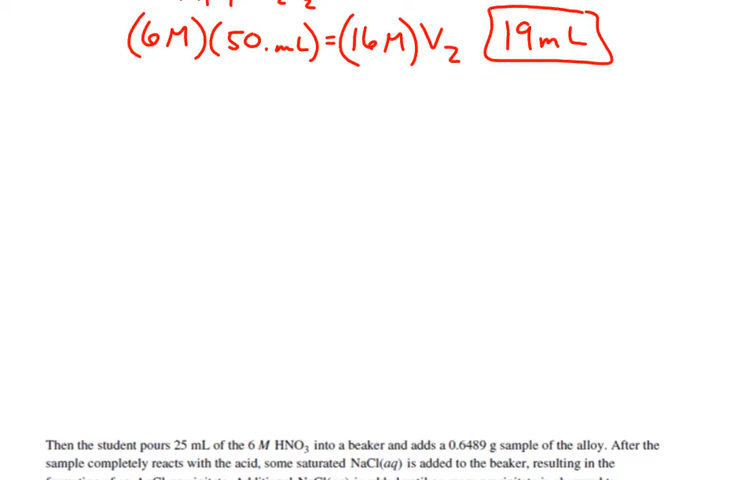 (6M)(50.mL)=(16M)V₂ 19mL
Then the student pours 25 mL of the 6 M HNO₃ into a beaker and adds a 0.6489 g sample of the alloy. After the
sample completely reacts with the acid, some saturated NaCl(aq) is added to the beaker, resulting in the